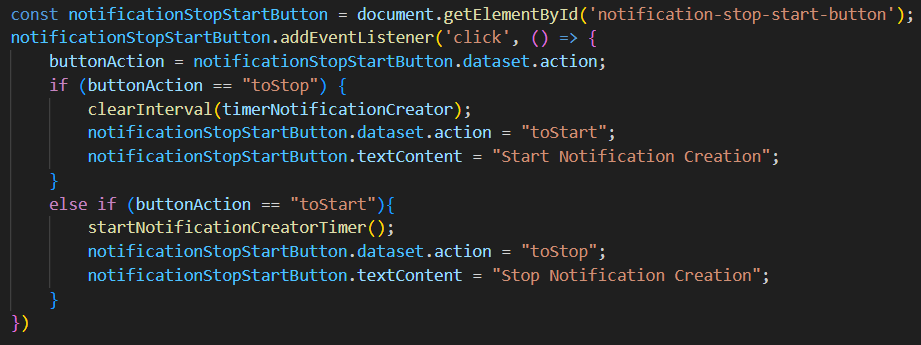 const notificationStopStartButton = document.getElementById('notification-stop-start-button');
notificationStopStartButton.addEventListener('click', () => {
    buttonAction = notificationStopStartButton.dataset.action;
    if (buttonAction == "toStop") {
        clearInterval(timerNotificationCreator);
        notificationStopStartButton.dataset.action = "toStart";
        notificationStopStartButton.textContent = "Start Notification Creation";
    }
    else if (buttonAction == "toStart"){
        startNotificationCreatorTimer();
        notificationStopStartButton.dataset.action = "toStop";
        notificationStopStartButton.textContent = "Stop Notification Creation";
    }
})